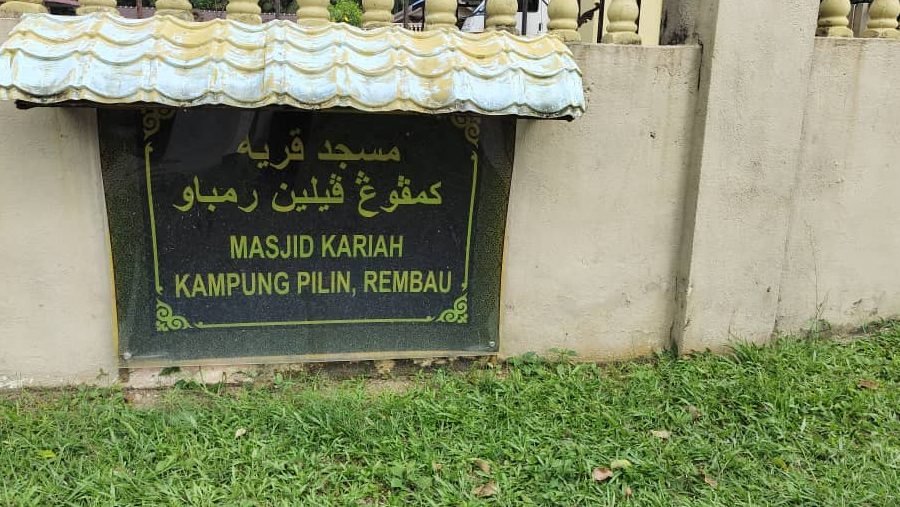 مسجد قريه
كمڤوڠ ڤيلين رمباو
MASJID KARIAH
KAMPUNG PILIN, REMBAU